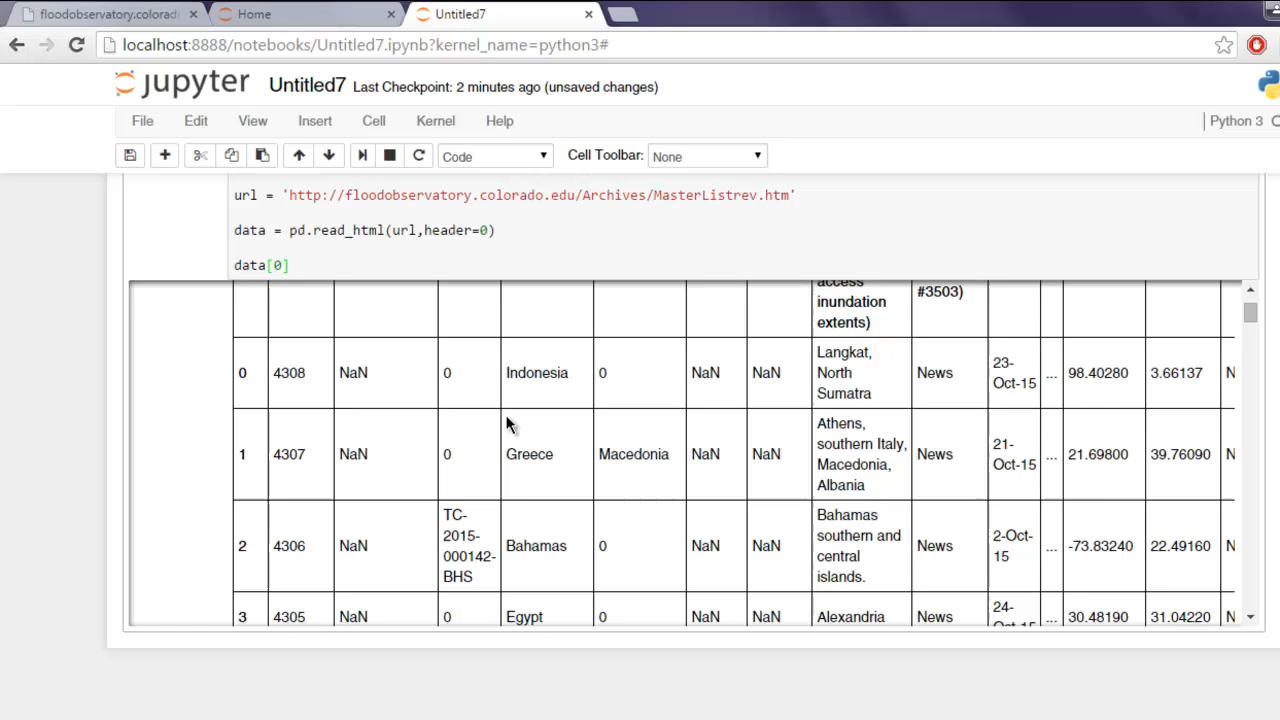 floodobservatory.colorad
Home
Untitled7
localhost:8888/notebooks/Untitled7.ipynb?kernel_name=python3#
jupyter Untitled7 Last Checkpoint: 2 minutes ago (unsaved changes)
File Edit View Insert Cell Kernel Help Python 3
Code Cell Toolbar: None
url = 'http://floodobservatory.colorado.edu/Archives/MasterListrev.htm'
data = pd.read_html(url,header=0)
data[0]
access
inundation
extents)
#3503)
0 4308 NaN 0 Indonesia 0 NaN NaN
Langkat,
North
Sumatra
News
23-
Oct-15
... 98.40280 3.66137 N
1 4307 NaN 0 Greece Macedonia NaN NaN
Athens,
southern Italy,
Macedonia,
Albania
News
21-
Oct-15
... 21.69800 39.76090 N
2 4306 NaN
TC-
2015-
000142-
BHS
Bahamas 0 NaN NaN
Bahamas
southern and
central
islands.
News
2-Oct-
15
... -73.83240 22.49160 N
3 4305 NaN 0 Egypt 0 NaN NaN Alexandria News
24-
Oct-15
... 30.48190 31.04220 N